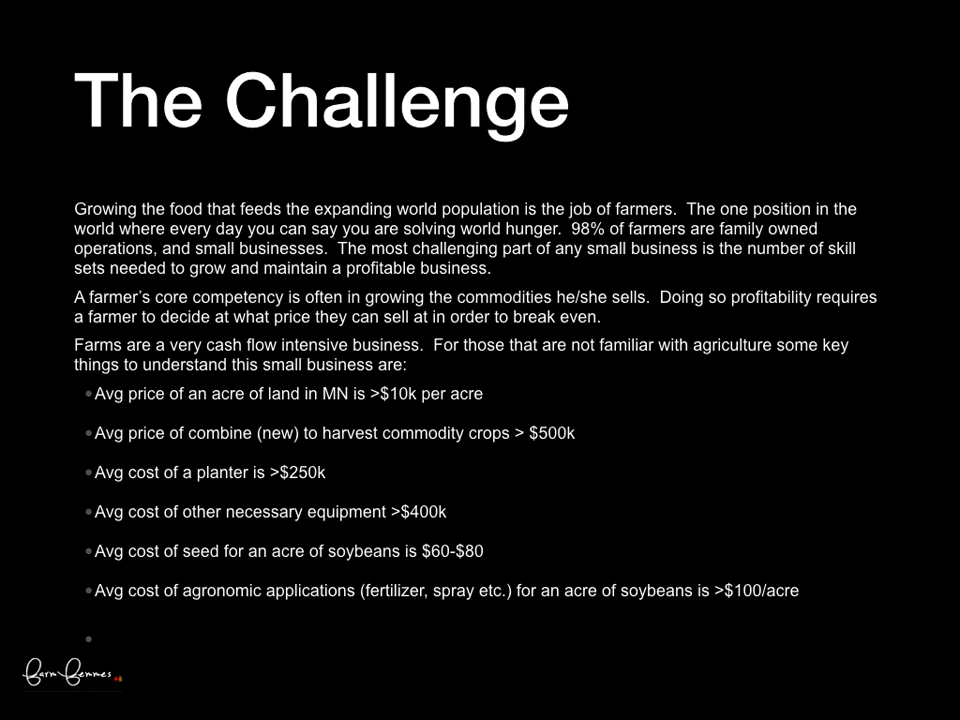 The Challenge
Growing the food that feeds the expanding world population is the job of farmers.  The one position in the
world where every day you can say you are solving world hunger.  98% of farmers are family owned
operations, and small businesses.  The most challenging part of any small business is the number of skill
sets needed to grow and maintain a profitable business.
A farmer’s core competency is often in growing the commodities he/she sells.  Doing so profitability requires
a farmer to decide at what price they can sell at in order to break even.
Farms are a very cash flow intensive business.  For those that are not familiar with agriculture some key
things to understand this small business are:
•Avg price of an acre of land in MN is >$10k per acre
•Avg price of combine (new) to harvest commodity crops > $500k
•Avg cost of a planter is >$250k
•Avg cost of other necessary equipment >$400k
•Avg cost of seed for an acre of soybeans is $60-$80
•Avg cost of agronomic applications (fertilizer, spray etc.) for an acre of soybeans is >$100/acre
•
Farm Femmes